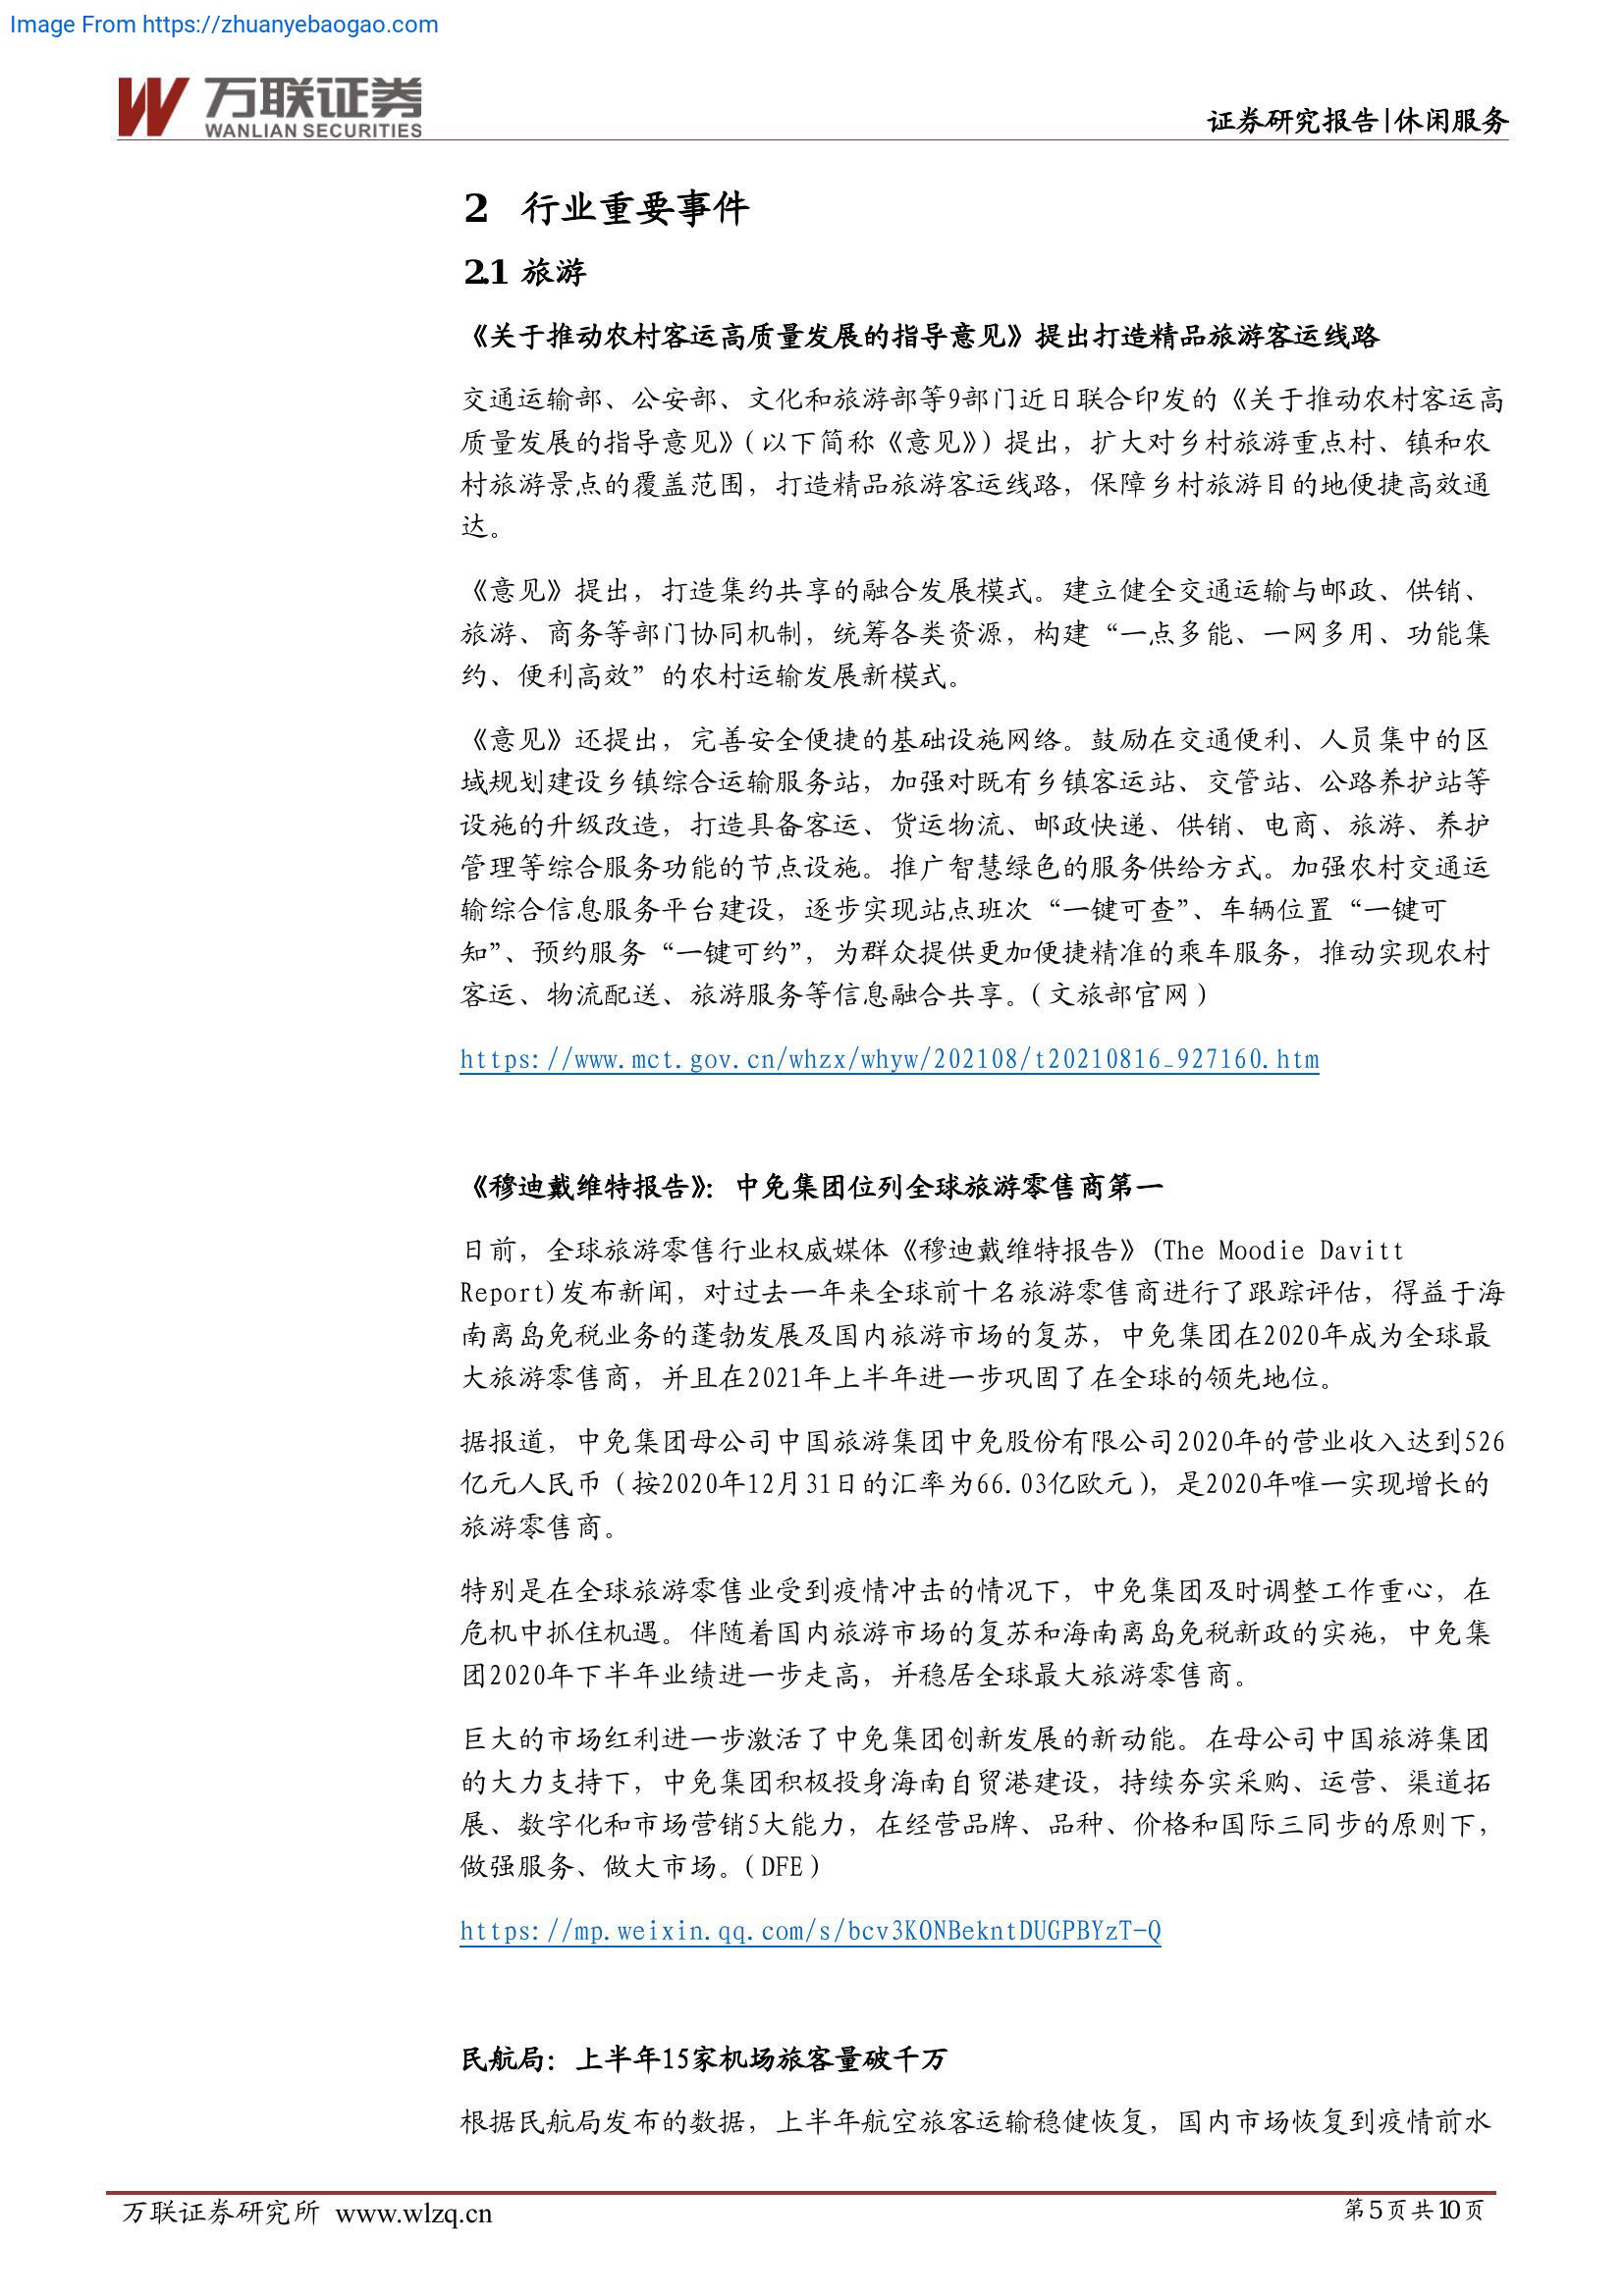 Image From https://zhuanyebaogao.com
万联证券
WANLIAN SECURITIES
证券研究报告|休闲服务
2 行业重要事件
2.1 旅游
《关于推动农村客运高质量发展的指导意见》提出打造精品旅游客运线路
交通运输部、公安部、文化和旅游部等9部门近日联合印发的《关于推动农村客运高
质量发展的指导意见》(以下简称《意见》)提出，扩大对乡村旅游重点村、镇和农
村旅游景点的覆盖范围，打造精品旅游客运线路，保障乡村旅游目的地便捷高效通
达。
《意见》提出，打造集约共享的融合发展模式。建立健全交通运输与邮政、供销、
旅游、商务等部门协同机制，统筹各类资源，构建“一点多能、一网多用、功能集
约、便利高效”的农村运输发展新模式。
《意见》还提出，完善安全便捷的基础设施网络。鼓励在交通便利、人员集中的区
域规划建设乡镇综合运输服务站，加强对既有乡镇客运站、交管站、公路养护站等
设施的升级改造，打造具备客运、货运物流、邮政快递、供销、电商、旅游、养护
管理等综合服务功能的节点设施。推广智慧绿色的服务供给方式。加强农村交通运
输综合信息服务平台建设，逐步实现站点班次“一键可查”、车辆位置“一键可
知”、预约服务“一键可约”，为群众提供更加便捷精准的乘车服务，推动实现农村
客运、物流配送、旅游服务等信息融合共享。(文旅部官网)
https://www.mct.gov.cn/whzx/whyw/202108/t20210816_927160.htm
《穆迪戴维特报告》：中免集团位列全球旅游零售商第一
日前，全球旅游零售行业权威媒体《穆迪戴维特报告》(The Moodie Davitt
Report)发布新闻，对过去一年来全球前十名旅游零售商进行了跟踪评估，得益于海
南离岛免税业务的蓬勃发展及国内旅游市场的复苏，中免集团在2020年成为全球最
大旅游零售商，并且在2021年上半年进一步巩固了在全球的领先地位。
据报道，中免集团母公司中国旅游集团中免股份有限公司2020年的营业收入达到526
亿元人民币（按2020年12月31日的汇率为66.03亿欧元），是2020年唯一实现增长的
旅游零售商。
特别是在全球旅游零售业受到疫情冲击的情况下，中免集团及时调整工作重心，在
危机中抓住机遇。伴随着国内旅游市场的复苏和海南离岛免税新政的实施，中免集
团2020年下半年业绩进一步走高，并稳居全球最大旅游零售商。
巨大的市场红利进一步激活了中免集团创新发展的新动能。在母公司中国旅游集团
的大力支持下，中免集团积极投身海南自贸港建设，持续夯实采购、运营、渠道拓
展、数字化和市场营销5大能力，在经营品牌、品种、价格和国际三同步的原则下，
做强服务、做大市场。(DFE)
https://mp.weixin.qq.com/s/bcv3KONBekntDUGPBYzT-Q
民航局：上半年15家机场旅客量破千万
根据民航局发布的数据，上半年航空旅客运输稳健恢复，国内市场恢复到疫情前水
万联证券研究所 www.wlzq.cn
第5页共10页